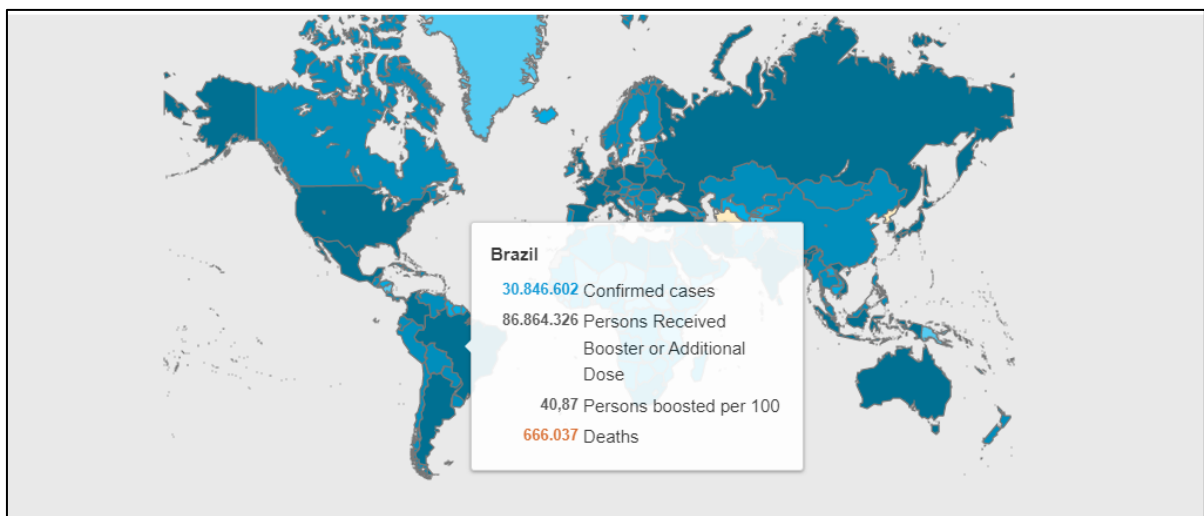 Brazil
30.846.602 Confirmed cases
86.864.326 Persons Received
Booster or Additional
Dose
40,87 Persons boosted per 100
666.037 Deaths